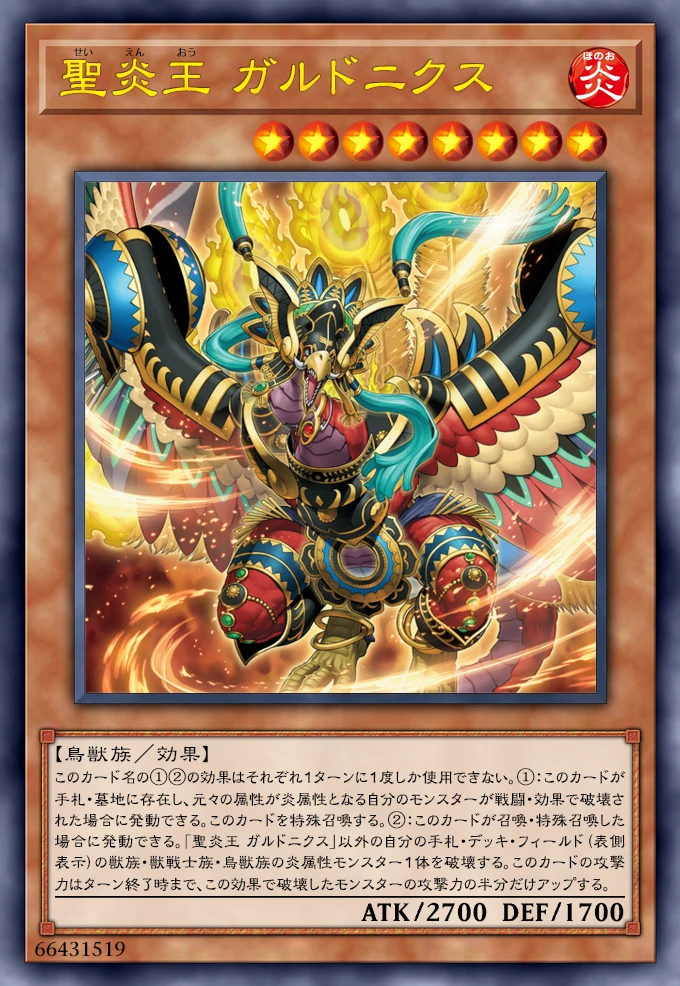 せい えん おう
聖炎王 ガルドニクス
ほのお
炎
【鳥獣族／効果】
このカード名の①②の効果はそれぞれ1ターンに1度しか使用できない。①:このカードが
手札・墓地に存在し、元々の属性が炎属性となる自分のモンスターが戦闘・効果で破壊さ
れた場合に発動できる。このカードを特殊召喚する。②:このカードが召喚・特殊召喚した
場合に発動できる。「聖炎王 ガルドニクス」以外の自分の手札・デッキ・フィールド(表側
表示)の獣族・獣戦士族・鳥獣族の炎属性モンスター1体を破壊する。このカードの攻撃
力はターン終了時まで、この効果で破壊したモンスターの攻撃力の半分だけアップする。
ATK/2700 DEF/1700
66431519